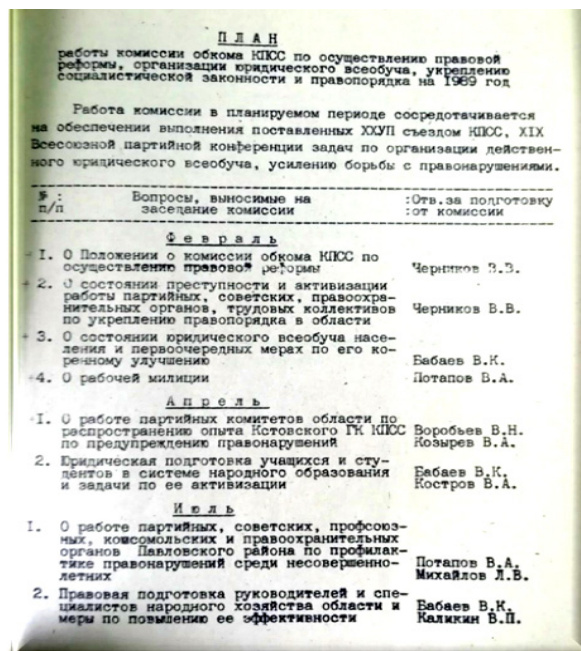 П Л А Н
работы комиссии обкома КПСС по осуществлению правовой
реформы, организации юридического всеобуча, укреплению
социалистической законности и правопорядка на 1989 год
Работа комиссии в планируемом периоде сосредотачивается
на обеспечении выполнения поставленных ХХУП съездом КПСС, XIX
Всесоюзной партийной конференции задач по организации действен-
ного юридического всеобуча, усилению борьбы с правонарушениями.
№ : Вопросы, выносимые на :Отв.за подготовку
п/п заседание комиссии :от комиссии
Ф е в р а л ь
I. О Положении о комиссии обкома КПСС по
осуществлению правовой реформы Черников В.В.
+ 2. О состоянии преступности и активизации
работы партийных, советских, правоохра-
нительных органов, трудовых коллективов Черников В.В.
по укреплению правопорядка в области
+ 3. О состоянии юридического всеобуча насе-
ления и первоочередных мерах по его ко-
ренному улучшению Бабаев В.К.
+4. О рабочей милиции Потапов В.А.
А п р е л ь
I. О работе партийных комитетов области по
распространению опыта Кстовского ГК КПСС Воробьев В.Н.
по предупреждению правонарушений Козырев В.А.
2. Юридическая подготовка учащихся и сту-
дентов в системе народного образования Бабаев В.К.
и задачи по ее активизации Костров В.А.
И ю л ь
I. О работе партийных, советских, профсоюз-
ных, комсомольских и правоохранительных
органов Павловского района по профилак-
тике правонарушений среди несовершенно- Потапов В.А.
летних Михайлов Л.В.
2. Правовая подготовка руководителей и спе-
циалистов народного хозяйства области и Бабаев В.К.
меры по повышению ее эффективности Каликин В.П.